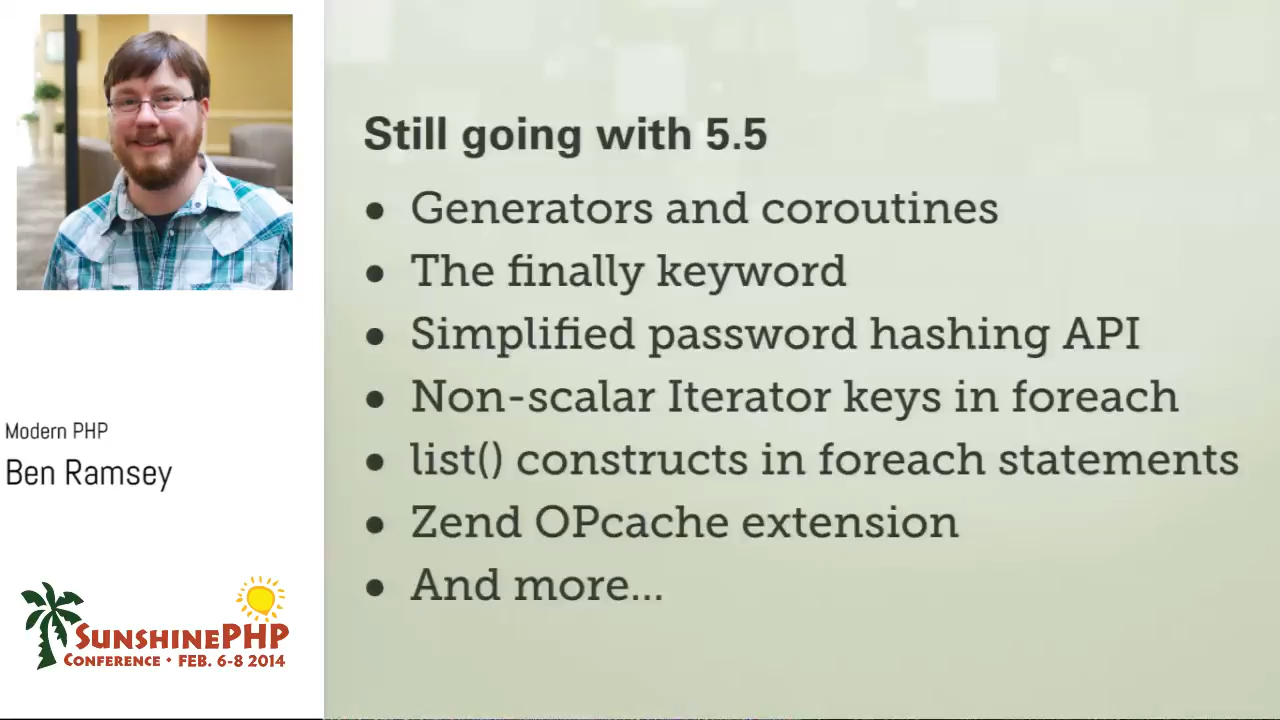 Modern PHP
Ben Ramsey
SUNSHINEPHP
CONFERENCE • FEB. 6-8 2014
Still going with 5.5
• Generators and coroutines
• The finally keyword
• Simplified password hashing API
• Non-scalar Iterator keys in foreach
• list() constructs in foreach statements
• Zend OPcache extension
• And more...